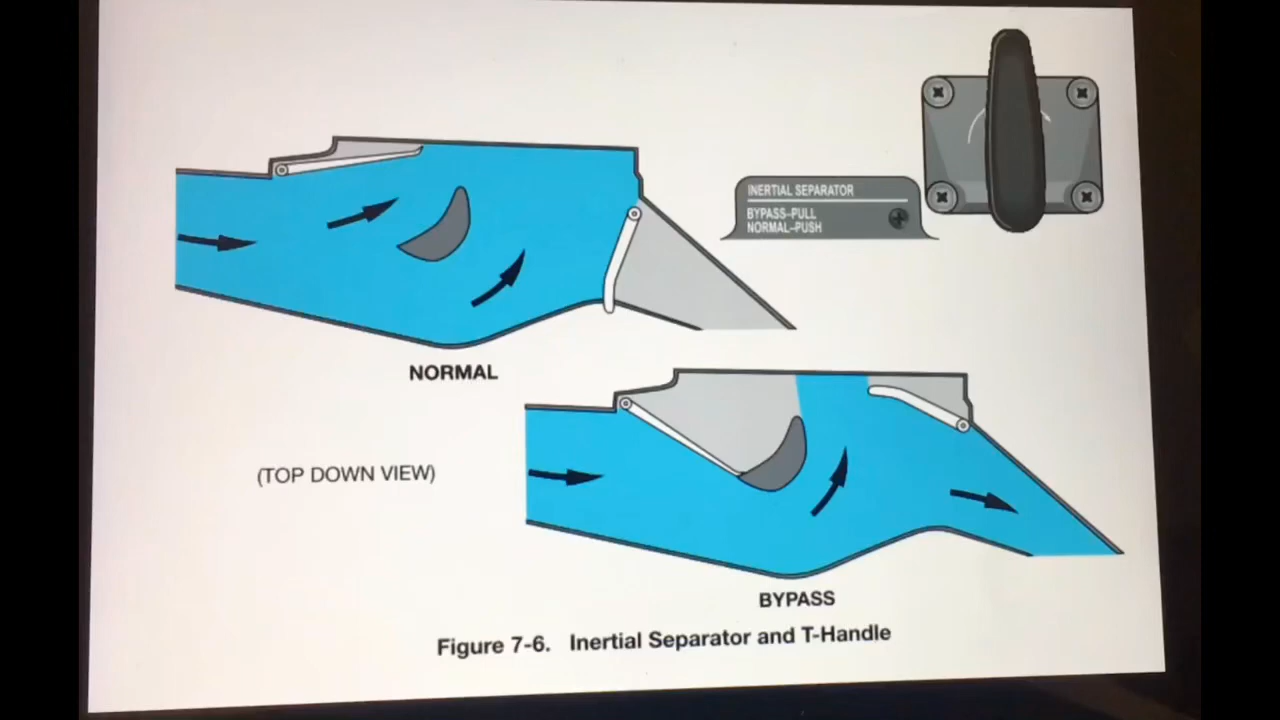 INERTIAL SEPARATOR
BYPASS–PULL
NORMAL–PUSH
NORMAL
(TOP DOWN VIEW)
BYPASS
Figure 7-6. Inertial Separator and T-Handle